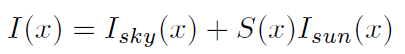 I(x) = I_{sky}(x) + S(x)I_{sun}(x)